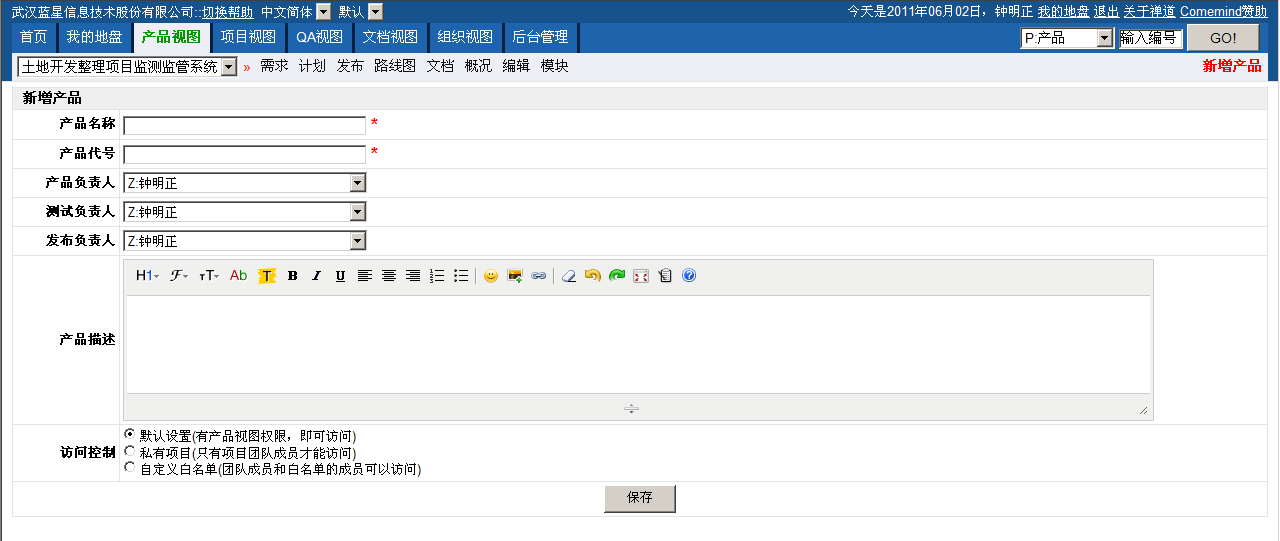 武汉蓝星信息技术股份有限公司::切换帮助 中文简体 默认 今天是2011年06月02日，钟明正 我的地盘 退出 关于禅道 Comemind赞助
首页 我的地盘 产品视图 项目视图 QA视图 文档视图 组织视图 后台管理 P:产品 输入编号 GO!
土地开发整理项目监测监管系统 » 需求 计划 发布 路线图 文档 概况 编辑 模块 新增产品
新增产品
产品名称 *
产品代号 *
产品负责人 Z:钟明正
测试负责人 Z:钟明正
发布负责人 Z:钟明正
H1 F TT Ab T B I U
产品描述
访问控制 默认设置(有产品视图权限，即可访问)
私有项目(只有项目团队成员才能访问)
自定义白名单(团队成员和白名单的成员可以访问)
保存